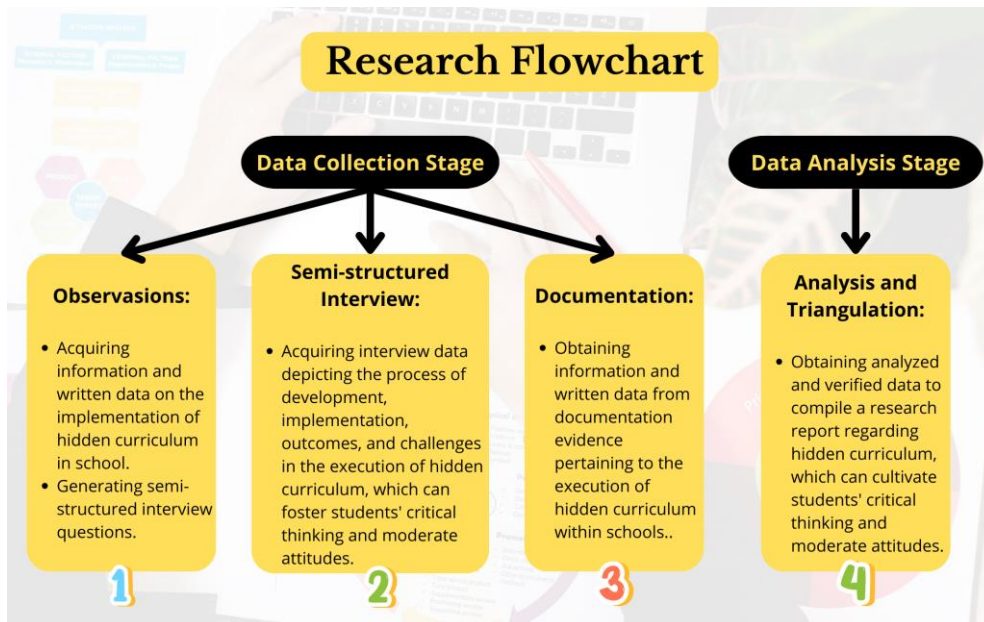 Research Flowchart
Data Collection Stage
Data Analysis Stage
Observasions:
• Acquiring
information and
written data on the
implementation of
hidden curriculum
in school.
• Generating semi-
structured interview
questions.
1
Semi-structured
Interview:
• Acquiring interview data
depicting the process of
development,
implementation,
outcomes, and challenges
in the execution of hidden
curriculum, which can
foster students' critical
thinking and moderate
attitudes.
2
Documentation:
• Obtaining
information and
written data from
documentation
evidence
pertaining to the
execution of
hidden curriculum
within schools..
3
Analysis and
Triangulation:
• Obtaining analyzed
and verified data to
compile a research
report regarding
hidden curriculum,
which can cultivate
students' critical
thinking and
moderate attitudes.
4